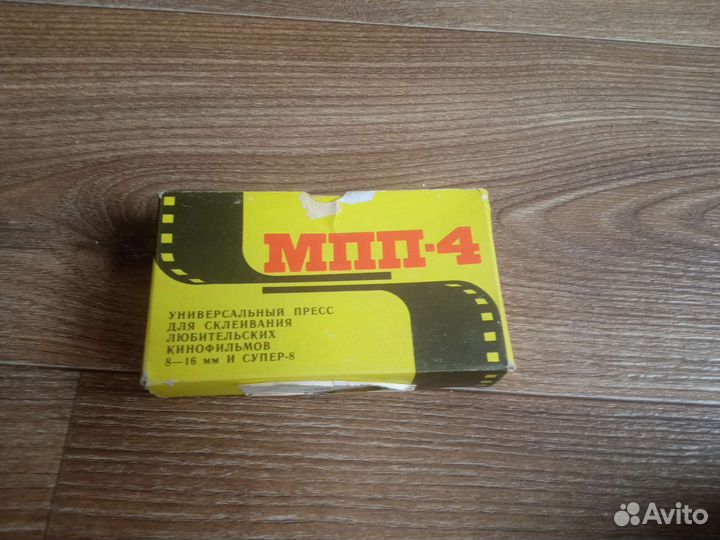 МПП-4
УНИВЕРСАЛЬНЫЙ ПРЕСС
ДЛЯ СКЛЕИВАНИЯ
ЛЮБИТЕЛЬСКИХ
КИНОФИЛЬМОВ
8—16 мм И СУПЕР-8
Avito